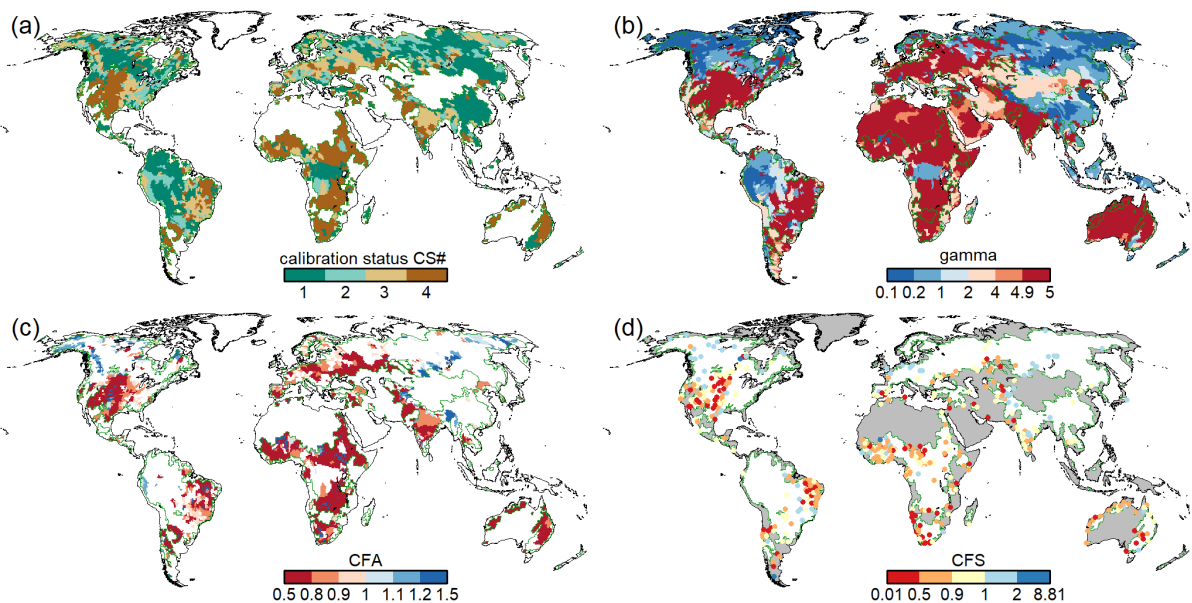 (a)
calibration status CS#
1 2 3 4
(b)
gamma
0.1 0.2 1 2 4 4.9 5
(c)
CFA
0.5 0.8 0.9 1 1.1 1.2 1.5
(d)
CFS
0.01 0.5 0.9 1 2 8.81